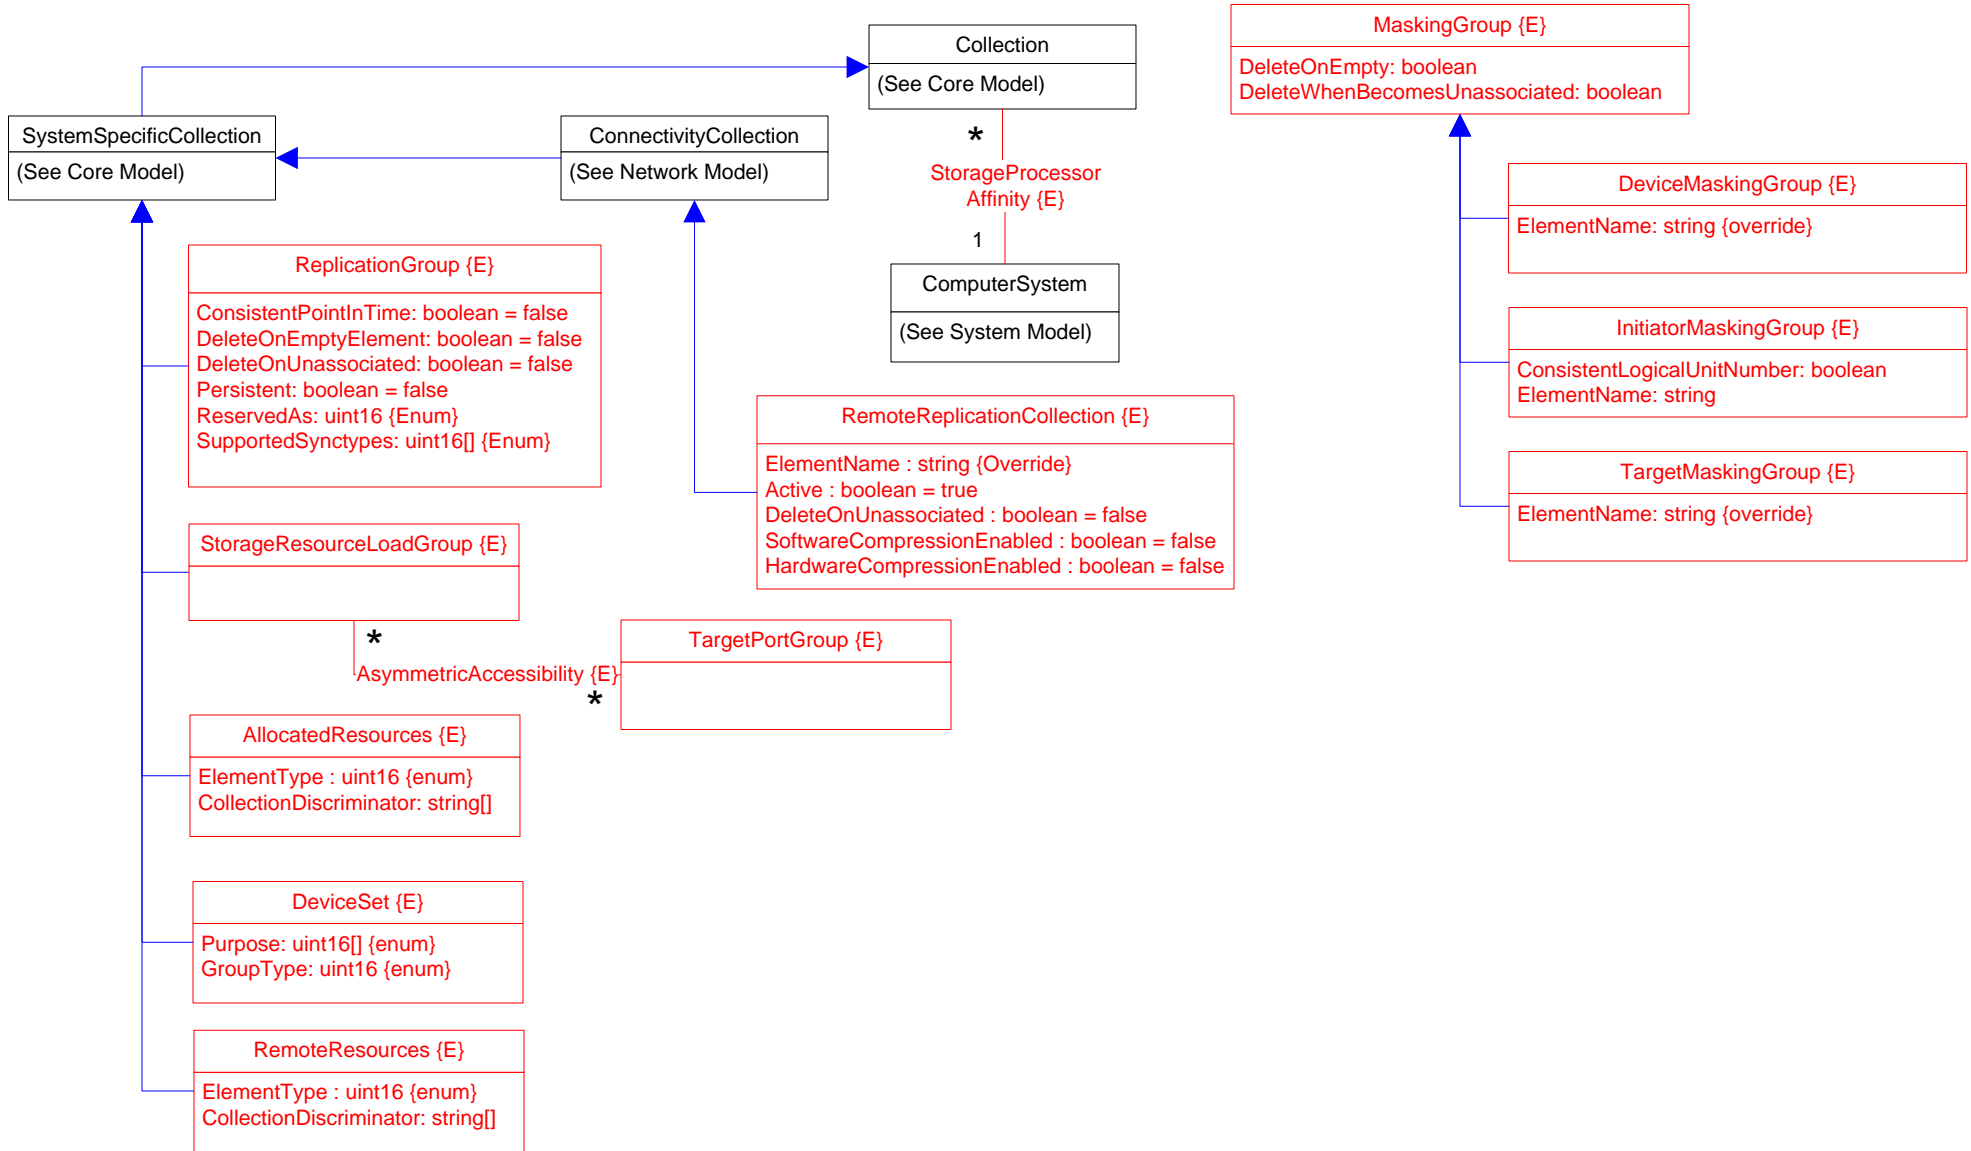 Collection
(See Core Model)
MaskingGroup {E}
DeleteOnEmpty: boolean
DeleteWhenBecomesUnassociated: boolean
SystemSpecificCollection
(See Core Model)
ConnectivityCollection
(See Network Model)
*
StorageProcessor
Affinity {E}
1
ComputerSystem
(See System Model)
DeviceMaskingGroup {E}
ElementName: string {override}
InitiatorMaskingGroup {E}
ConsistentLogicalUnitNumber: boolean
ElementName: string
TargetMaskingGroup {E}
ElementName: string {override}
ReplicationGroup {E}
ConsistentPointInTime: boolean = false
DeleteOnEmptyElement: boolean = false
DeleteOnUnassociated: boolean = false
Persistent: boolean = false
ReservedAs: uint16 {Enum}
SupportedSynctypes: uint16[] {Enum}
RemoteReplicationCollection {E}
ElementName : string {Override}
Active : boolean = true
DeleteOnUnassociated : boolean = false
SoftwareCompressionEnabled : boolean = false
HardwareCompressionEnabled : boolean = false
StorageResourceLoadGroup {E}
*
AsymmetricAccessibility {E}
*
TargetPortGroup {E}
AllocatedResources {E}
ElementType : uint16 {enum}
CollectionDiscriminator: string[]
DeviceSet {E}
Purpose: uint16[] {enum}
GroupType: uint16 {enum}
RemoteResources {E}
ElementType : uint16 {enum}
CollectionDiscriminator: string[]